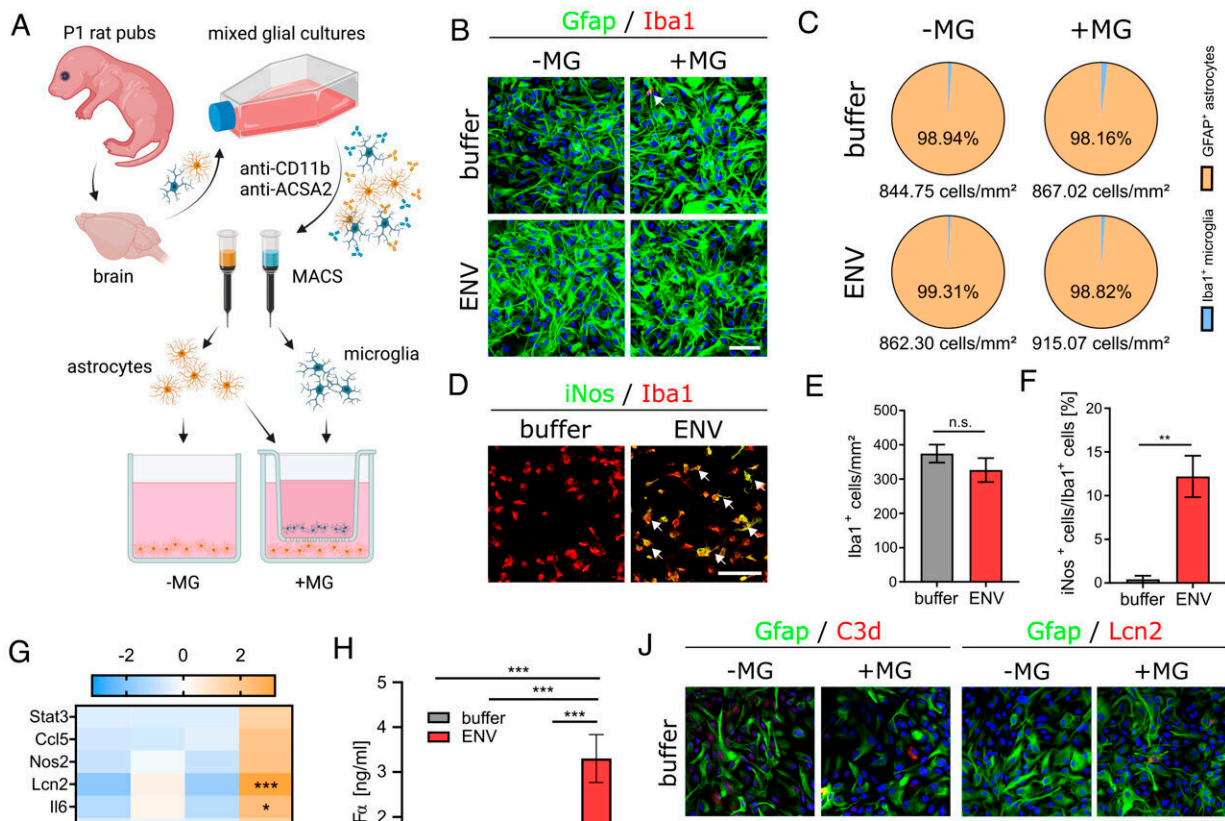 A
P1 rat pubs
mixed glial cultures
anti-CD11b
anti-ACSA2
brain
MACS
astrocytes
microglia
-MG
+MG
B
Gfap / Iba1
-MG
+MG
buffer
ENV
C
-MG
+MG
buffer
98.94%
98.16%
844.75 cells/mm²
867.02 cells/mm²
ENV
99.31%
98.82%
862.30 cells/mm²
915.07 cells/mm²
GFAP⁺ astrocytes
Iba1⁺ microglia
D
iNos / Iba1
buffer
ENV
E
Iba1⁺ cells/mm²
400
300
200
100
0
n.s.
buffer
ENV
F
iNos⁺ cells/Iba1⁺ cells [%]
20
15
10
5
0
**
buffer
ENV
G
-2
0
2
Stat3
Ccl5
Nos2
Lcn2
***
Il6
*
H
Fα [ng/ml]
5
4
3
2
***
***
***
buffer
ENV
J
Gfap / C3d
Gfap / Lcn2
-MG
+MG
-MG
+MG
buffer